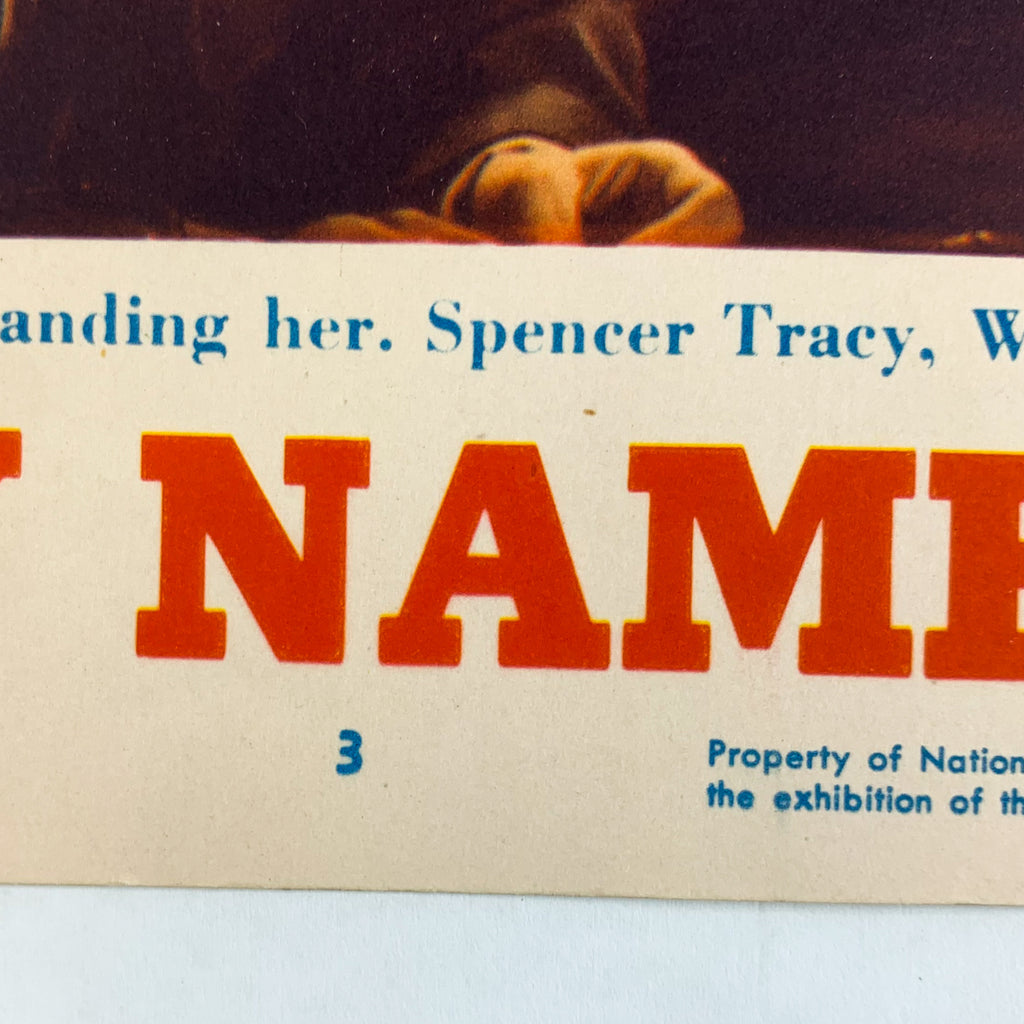 anding her. Spencer Tracy, W
NAME
3
Property of Nation
the exhibition of th